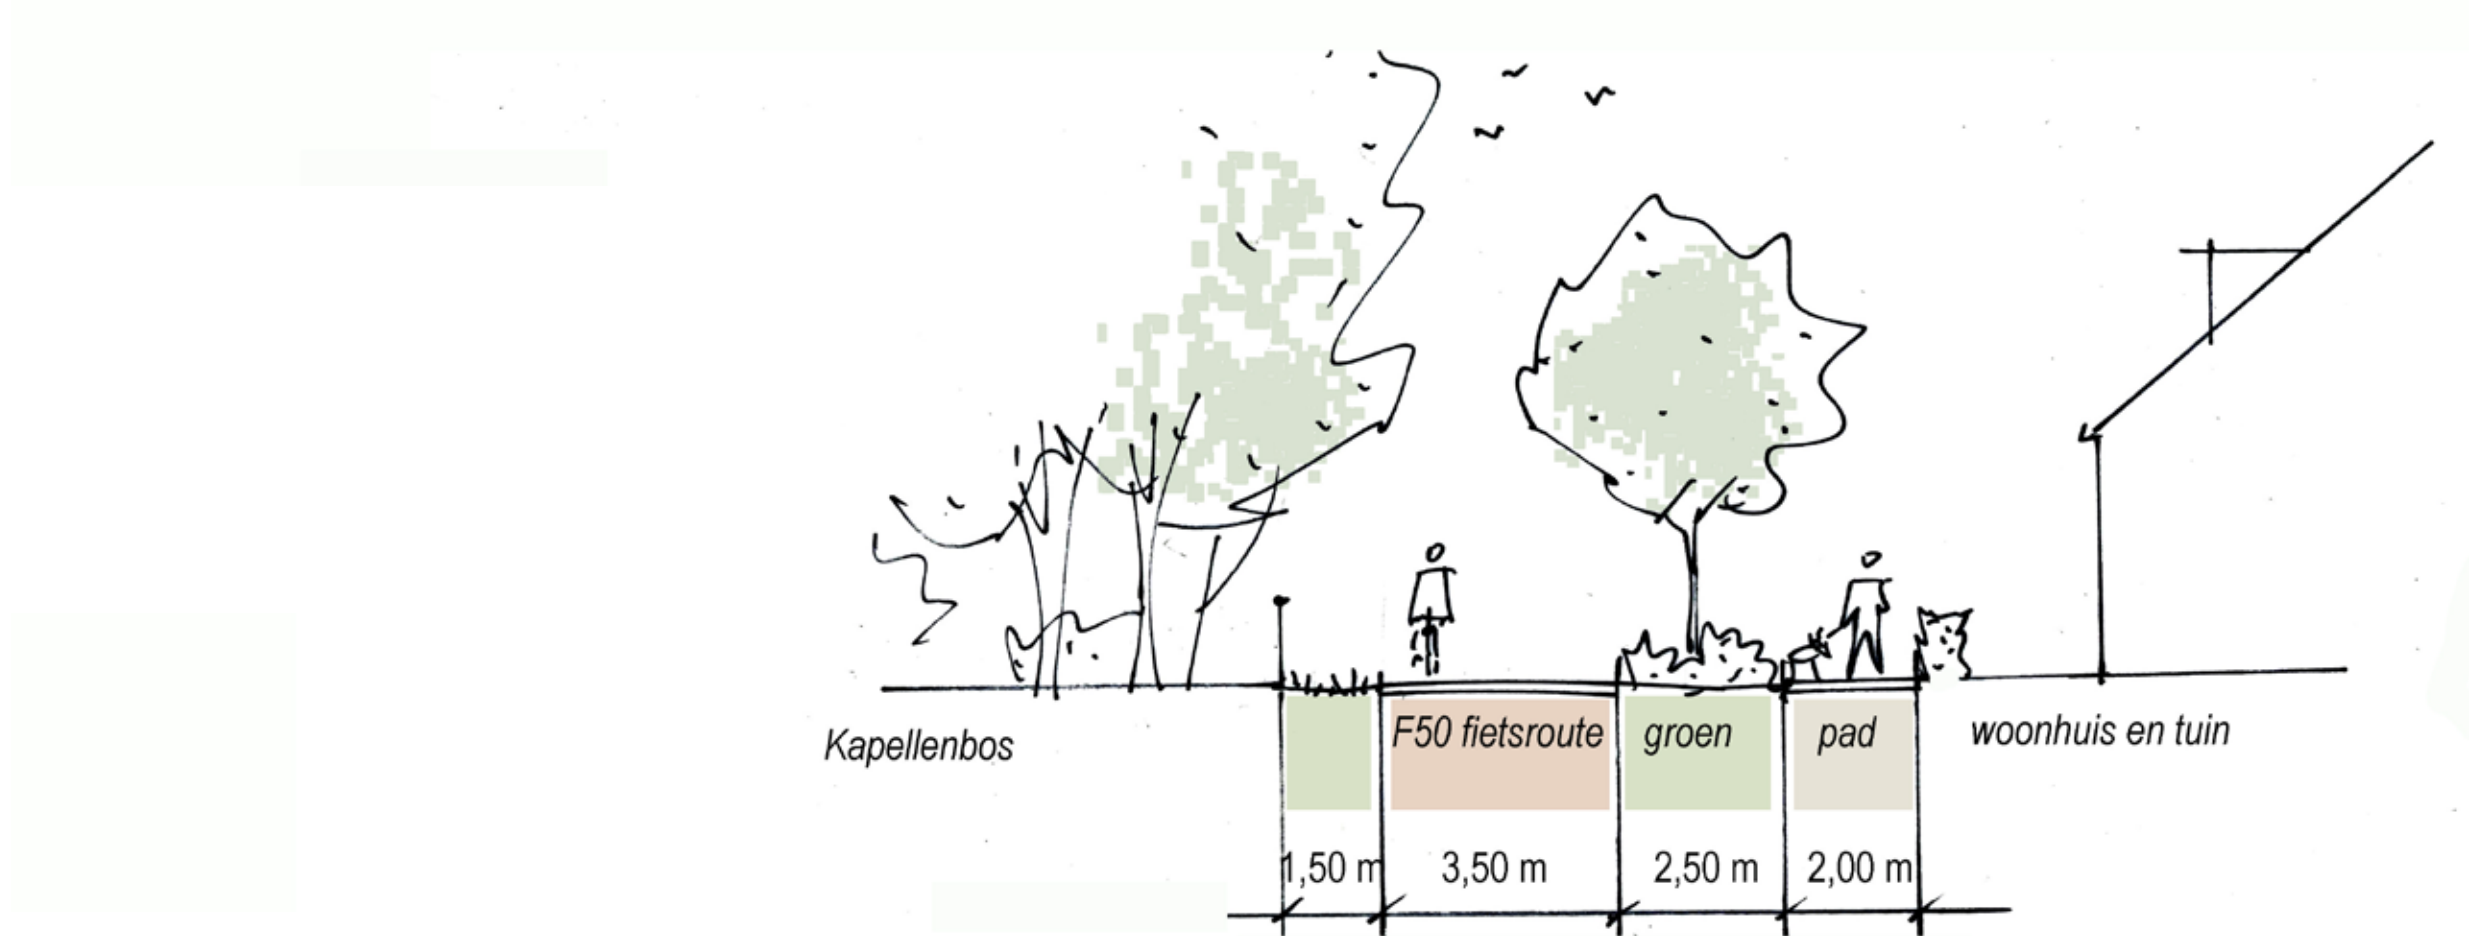 Kapellenbos
F50 fietsroute
groen
pad
woonhuis en tuin
1,50 m
3,50 m
2,50 m
2,00 m